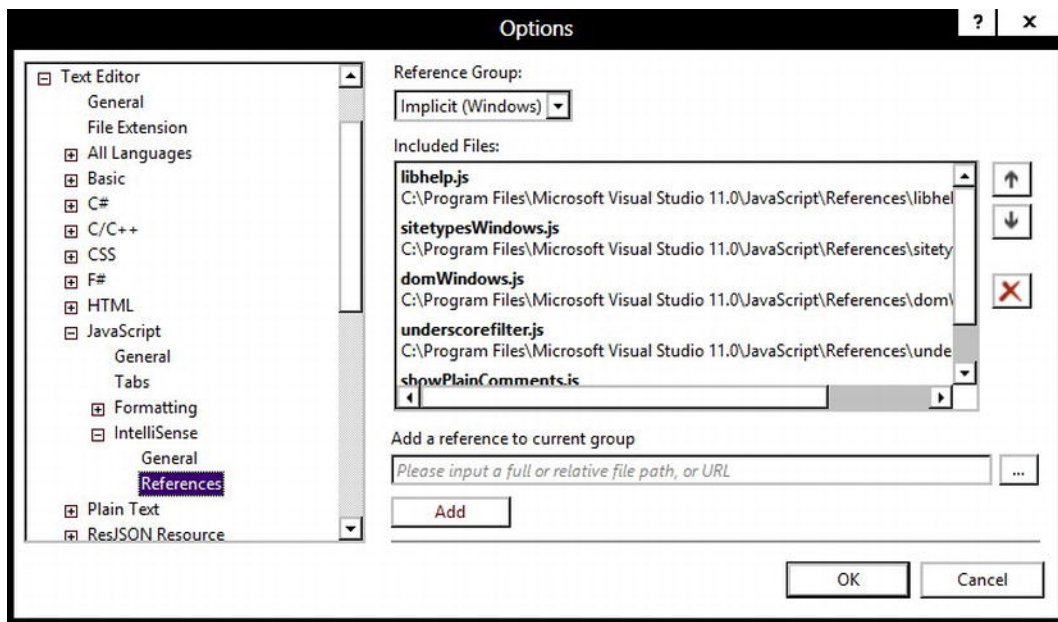 Options
? x
Text Editor
General
File Extension
All Languages
Basic
C#
C/C++
CSS
F#
HTML
JavaScript
General
Tabs
Formatting
IntelliSense
General
References
Plain Text
ResJSON Resource
Reference Group:
Implicit (Windows)
Included Files:
libhelp.js
C:\Program Files\Microsoft Visual Studio 11.0\JavaScript\References\libhel
sitetypesWindows.js
C:\Program Files\Microsoft Visual Studio 11.0\JavaScript\References\sitety
domWindows.js
C:\Program Files\Microsoft Visual Studio 11.0\JavaScript\References\dom\
underscorefilter.js
C:\Program Files\Microsoft Visual Studio 11.0\JavaScript\References\unde
showPlainComments.js
Add a reference to current group
Please input a full or relative file path, or URL
...
Add
OK
Cancel